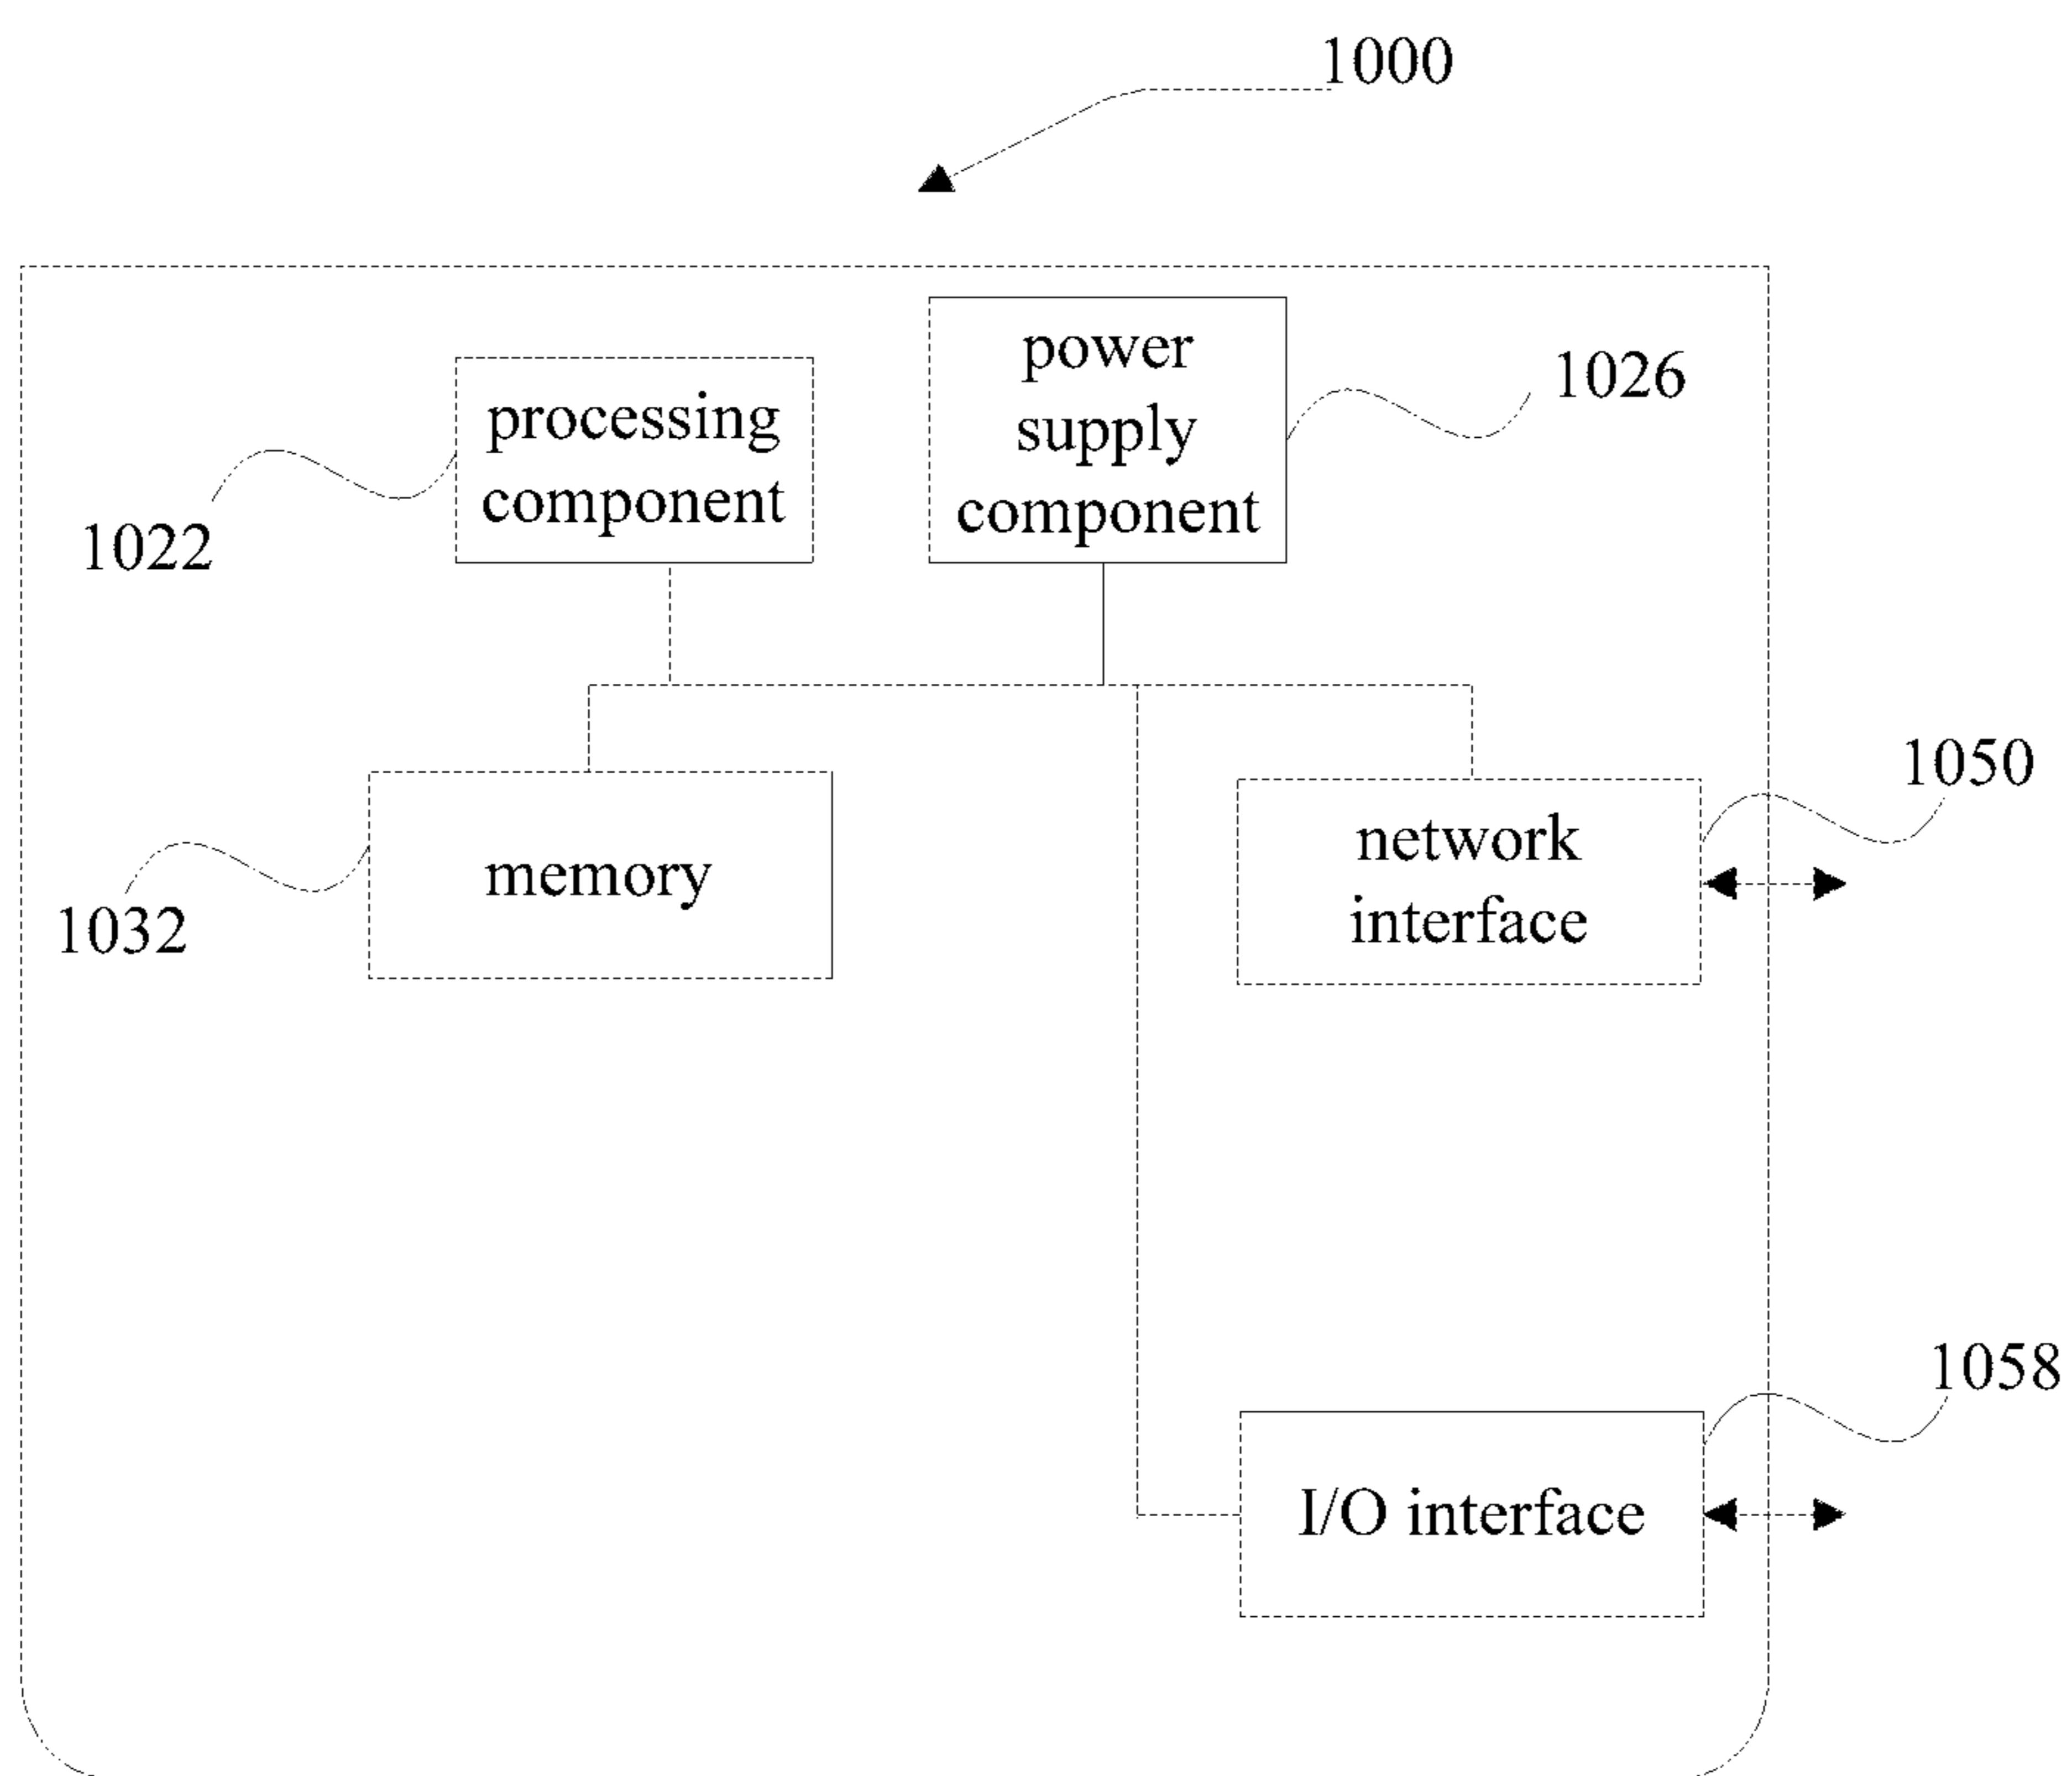 1000
power
supply
component
1026
processing
component
1022
1050
network
interface
memory
1032
1058
I/O interface